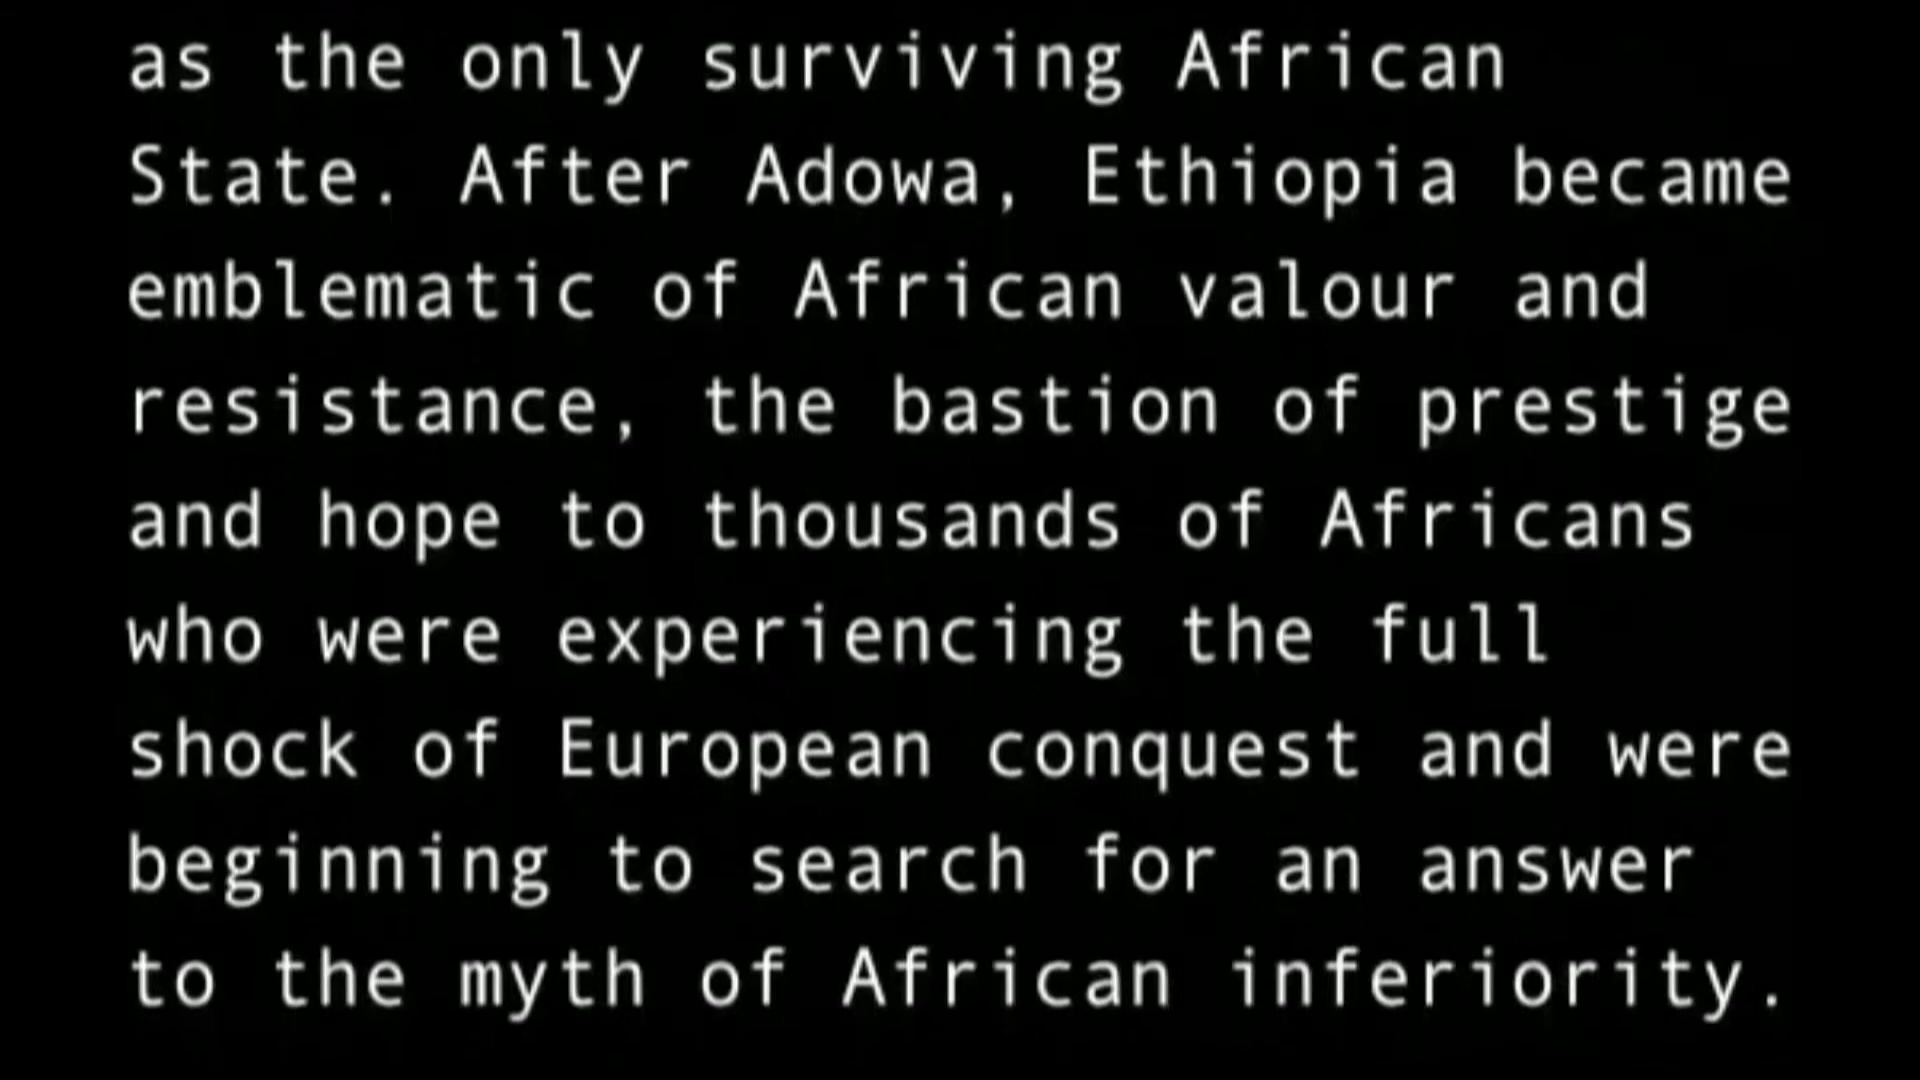 as the only surviving African
State. After Adowa, Ethiopia became
emblematic of African valour and
resistance, the bastion of prestige
and hope to thousands of Africans
who were experiencing the full
shock of European conquest and were
beginning to search for an answer
to the myth of African inferiority.